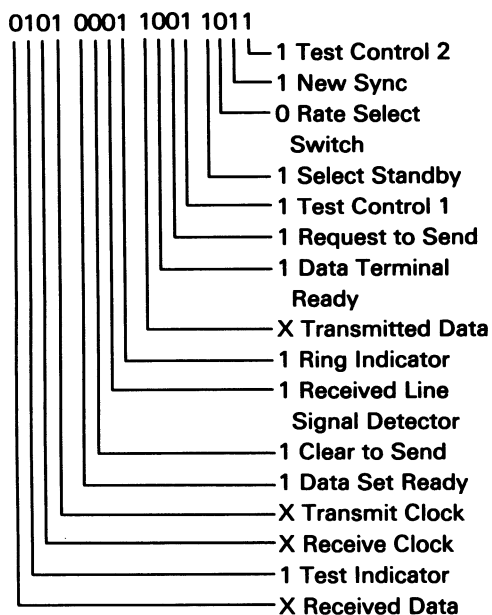 0101 0001 1001 1011
1 Test Control 2
1 New Sync
0 Rate Select
Switch
1 Select Standby
1 Test Control 1
1 Request to Send
1 Data Terminal
Ready
X Transmitted Data
1 Ring Indicator
1 Received Line
Signal Detector
1 Clear to Send
1 Data Set Ready
X Transmit Clock
X Receive Clock
1 Test Indicator
X Received Data